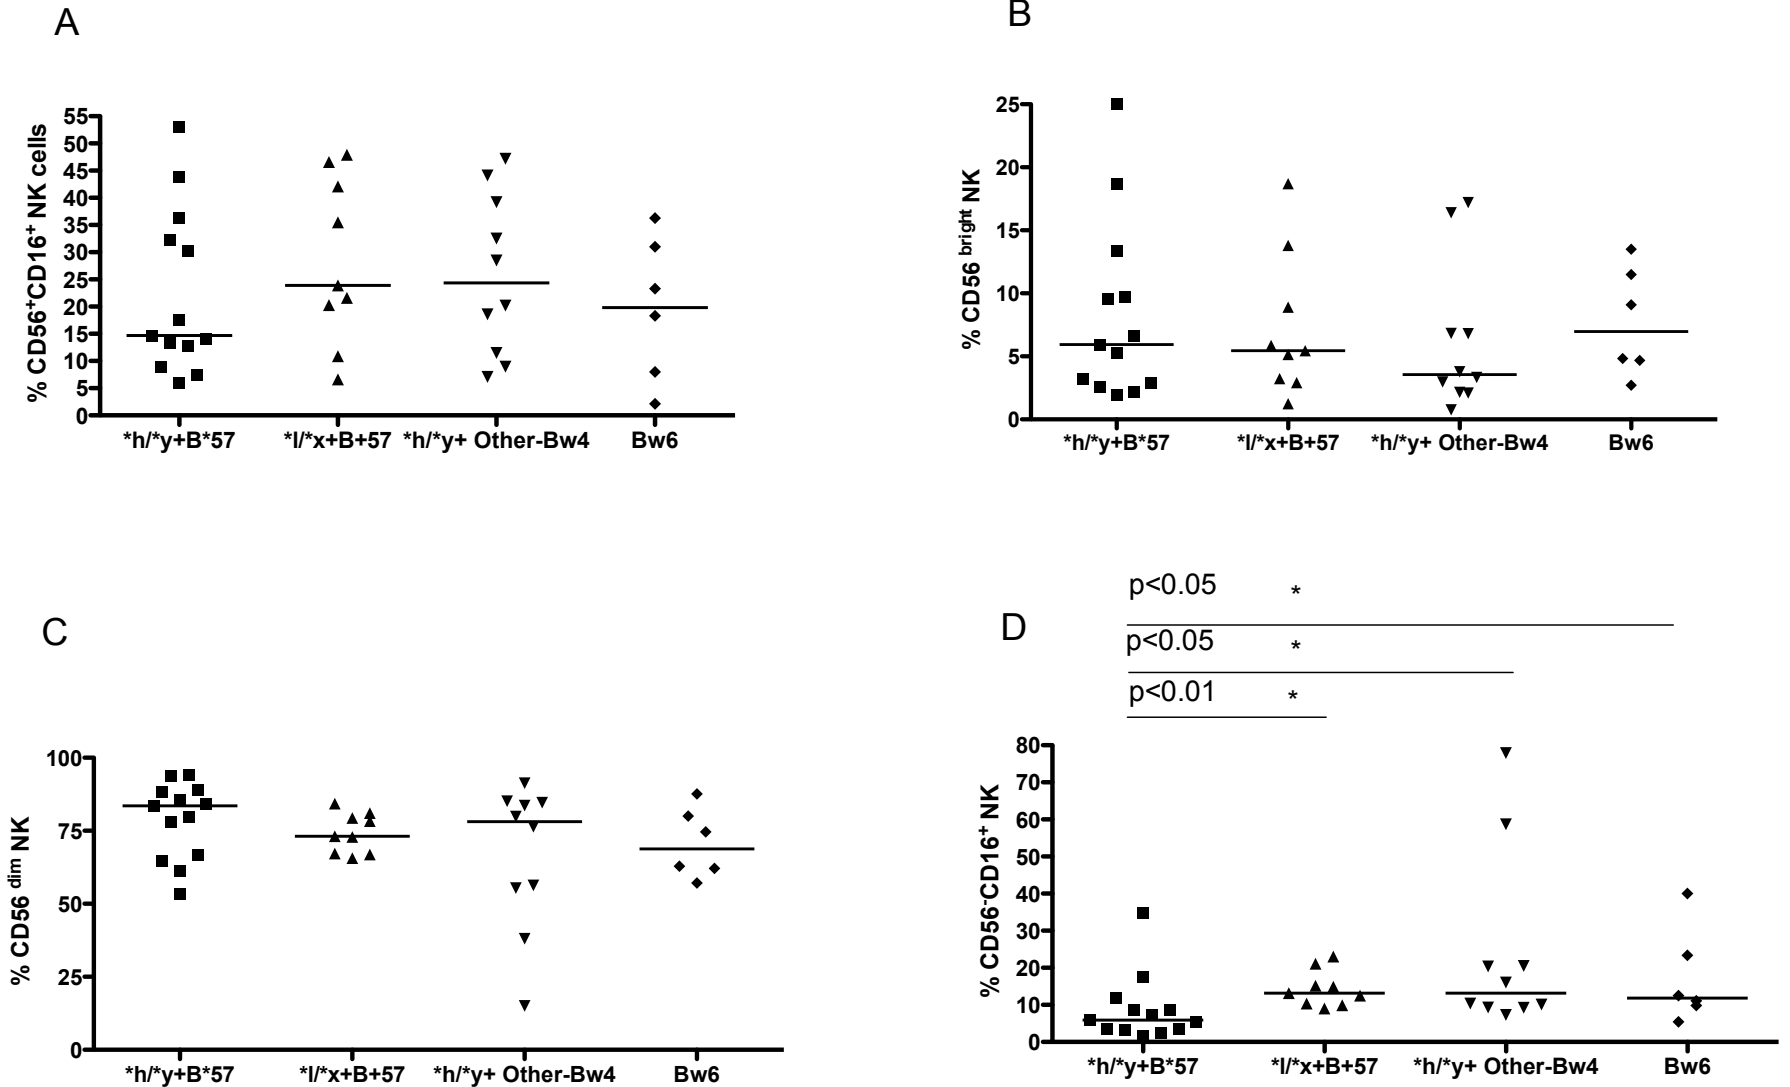 A
% CD56+CD16+ NK cells
55
50
45
40
35
30
25
20
15
10
5
0
*h/*y+B*57 *l/*x+B+57 *h/*y+ Other-Bw4 Bw6
B
% CD56 bright NK
25
20
15
10
5
0
*h/*y+B*57 *l/*x+B+57 *h/*y+ Other-Bw4 Bw6
C
% CD56 dim NK
100
75
50
25
0
*h/*y+B*57 *l/*x+B+57 *h/*y+ Other-Bw4 Bw6
D
p<0.05 *
p<0.05 *
p<0.01 *
% CD56-CD16+ NK
80
70
60
50
40
30
20
10
0
*h/*y+B*57 *l/*x+B+57 *h/*y+ Other-Bw4 Bw6